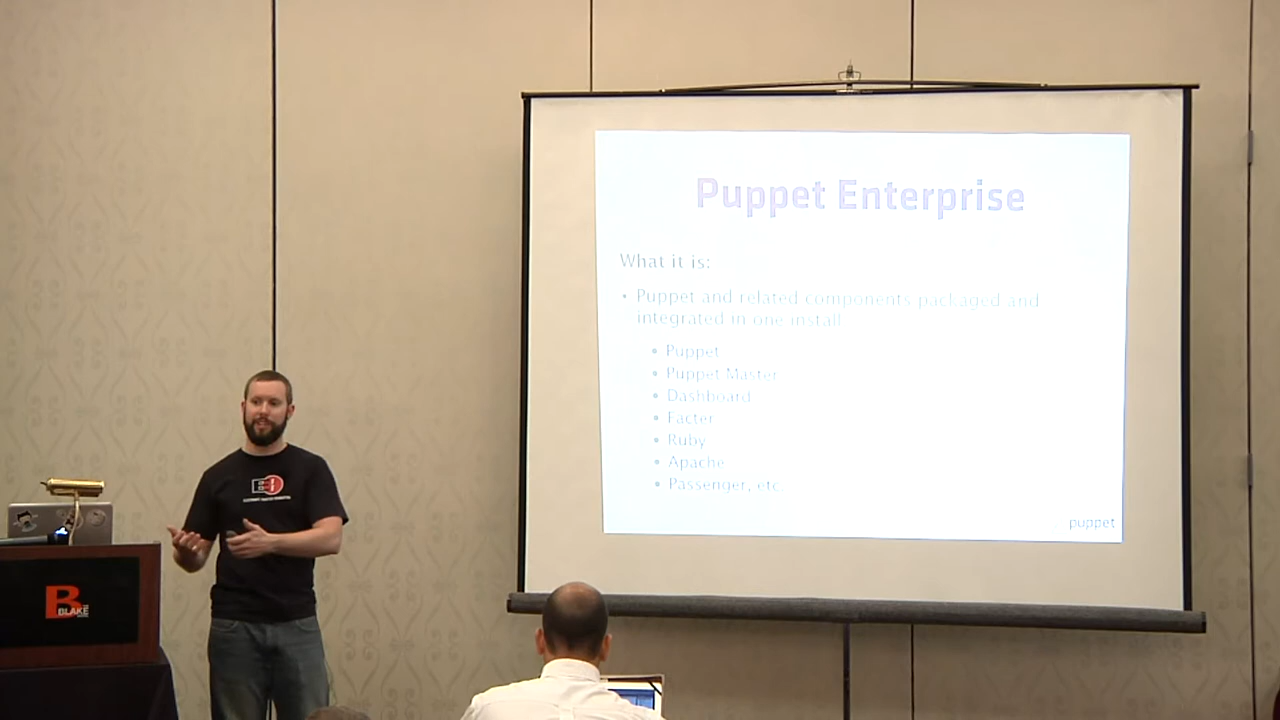 Puppet Enterprise
What it is:
• Puppet and related components packaged and
integrated in one install
• Puppet
• Puppet Master
• Dashboard
• Facter
• Ruby
• Apache
• Passenger, etc.
puppet
B
BLAKE